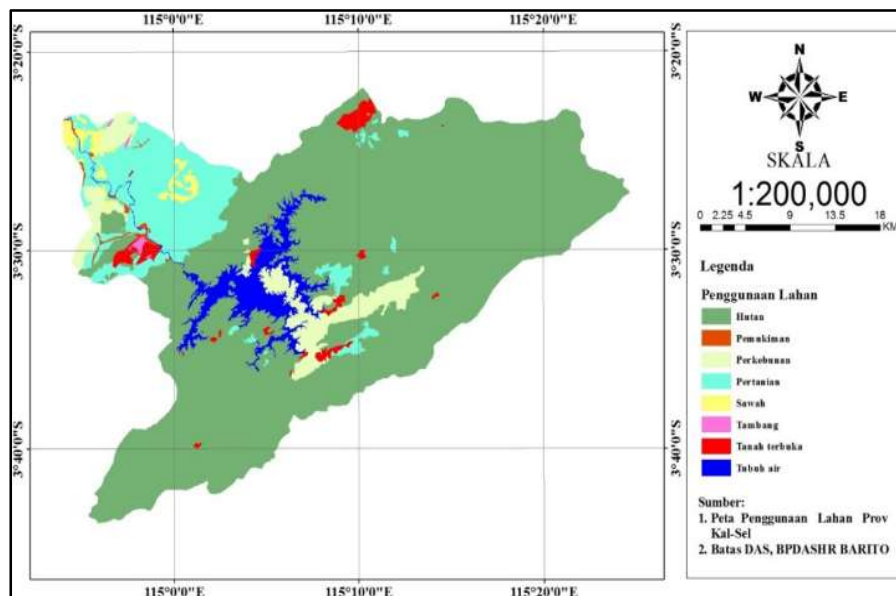 115°0'0"E 115°10'0"E 115°20'0"E
3°20'0"S 3°20'0"S
3°30'0"S 3°30'0"S
3°40'0"S 3°40'0"S
115°0'0"E 115°10'0"E 115°20'0"E
N
W E
S
SKALA
1:200,000
0 2.25 4.5 9 13.5 18
KM
Legenda
Penggunaan Lahan
Hutan
Pemukiman
Perkebunan
Pertanian
Sawah
Tambang
Tanah terbuka
Tubuh air
Sumber:
1. Peta Penggunaan Lahan Prov
Kal-Sel
2. Batas DAS, BPDASHR BARITO